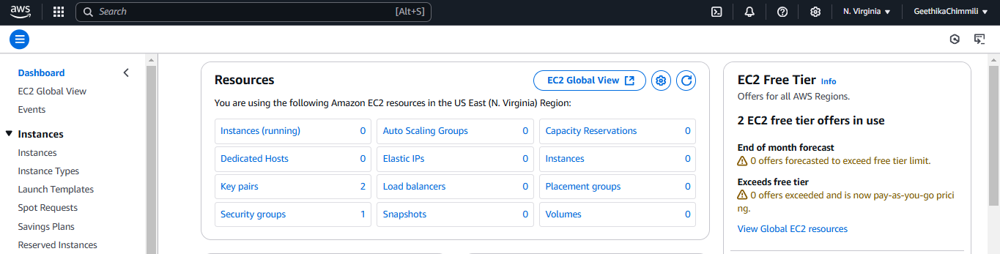 aws
Search [Alt+S]
N. Virginia
GeethikaChimmili
Dashboard
EC2 Global View
Events
Instances
Instances
Instance Types
Launch Templates
Spot Requests
Savings Plans
Reserved Instances
Resources
EC2 Global View
You are using the following Amazon EC2 resources in the US East (N. Virginia) Region:
Instances (running) 0
Auto Scaling Groups 0
Capacity Reservations 0
Dedicated Hosts 0
Elastic IPs 0
Instances 0
Key pairs 2
Load balancers 0
Placement groups 0
Security groups 1
Snapshots 0
Volumes 0
EC2 Free Tier Info
Offers for all AWS Regions.
2 EC2 free tier offers in use
End of month forecast
0 offers forecasted to exceed free tier limit.
Exceeds free tier
0 offers exceeded and is now pay-as-you-go prici
ng.
View Global EC2 resources